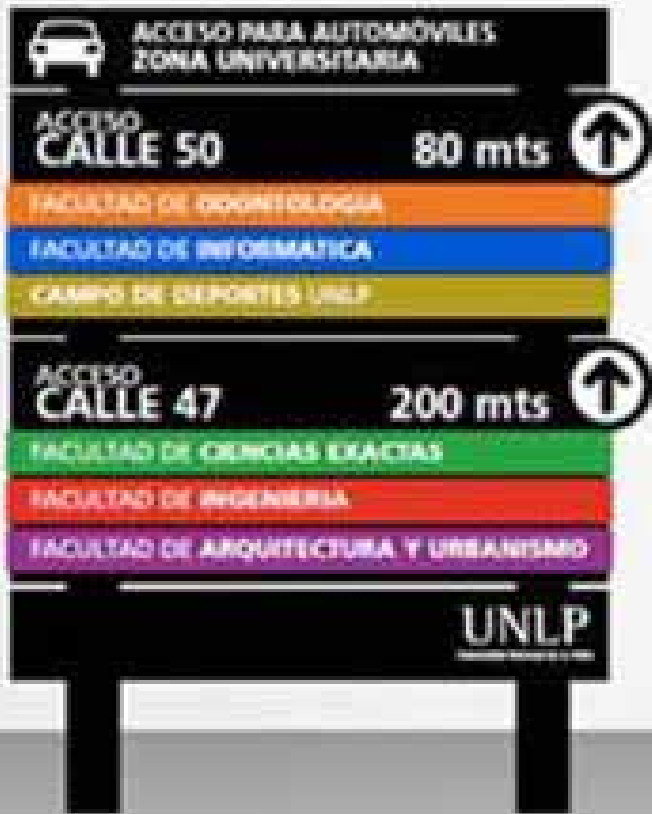 ACCESO PARA AUTOMÓVILES
ZONA UNIVERSITARIA
ACCESO
CALLE 50 80 mts
FACULTAD DE ODONTOLOGIA
FACULTAD DE INFORMATICA
CAMPO DE DEPORTES UNLP
ACCESO
CALLE 47 200 mts
FACULTAD DE CIENCIAS EXACTAS
FACULTAD DE INGENIERIA
FACULTAD DE ARQUITECTURA Y URBANISMO
UNLP